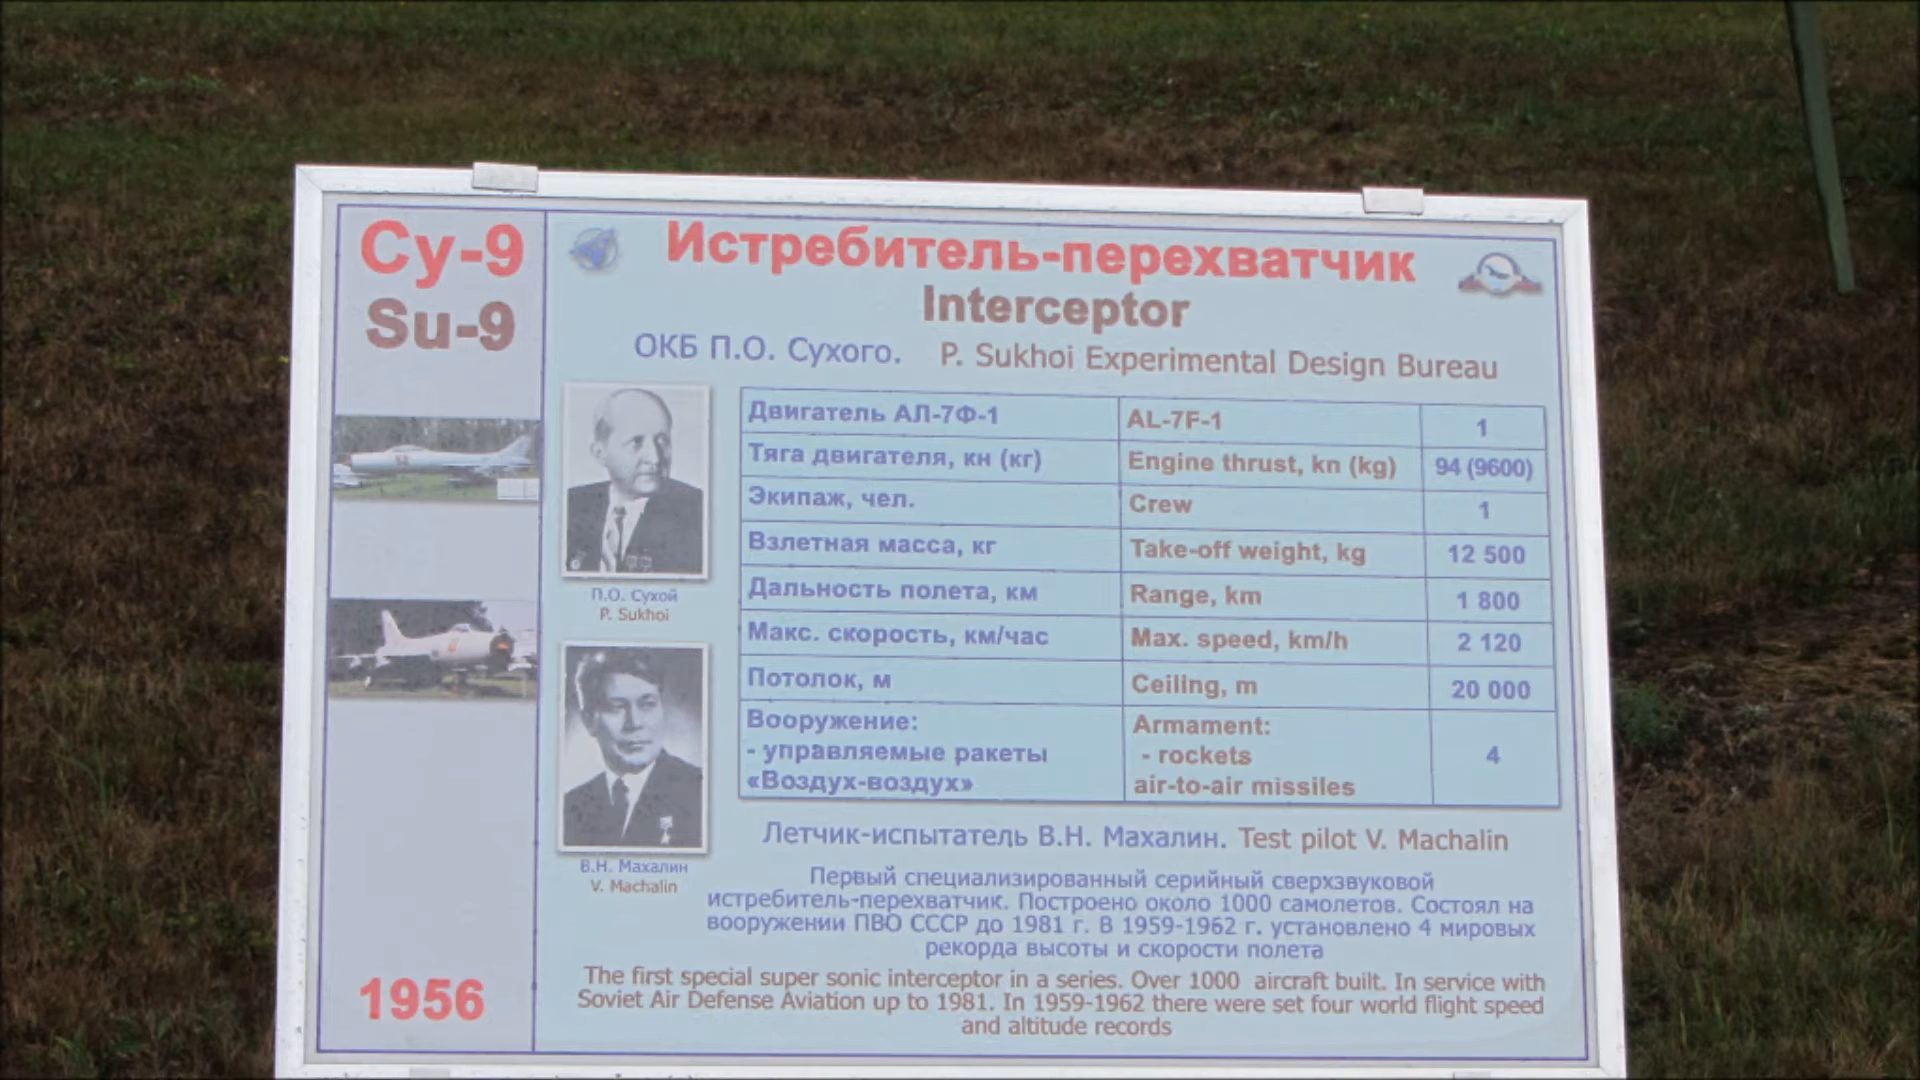 Су-9
Su-9
1956
Истребитель-перехватчик
Interceptor
ОКБ П.О. Сухого. P. Sukhoi Experimental Design Bureau
П.О. Сухой
P. Sukhoi
В.Н. Махалин
V. Machalin
Двигатель АЛ-7Ф-1 AL-7F-1 1
Тяга двигателя, кн (кг) Engine thrust, kn (kg) 94 (9600)
Экипаж, чел. Crew 1
Взлетная масса, кг Take-off weight, kg 12 500
Дальность полета, км Range, km 1 800
Макс. скорость, км/час Max. speed, km/h 2 120
Потолок, м Ceiling, m 20 000
Вооружение: Armament:
- управляемые ракеты - rockets 4
«Воздух-воздух» air-to-air missiles
Летчик-испытатель В.Н. Махалин. Test pilot V. Machalin
Первый специализированный серийный сверхзвуковой
истребитель-перехватчик. Построено около 1000 самолетов. Состоял на
вооружении ПВО СССР до 1981 г. В 1959-1962 г. установлено 4 мировых
рекорда высоты и скорости полета
The first special super sonic interceptor in a series. Over 1000 aircraft built. In service with
Soviet Air Defense Aviation up to 1981. In 1959-1962 there were set four world flight speed
and altitude records